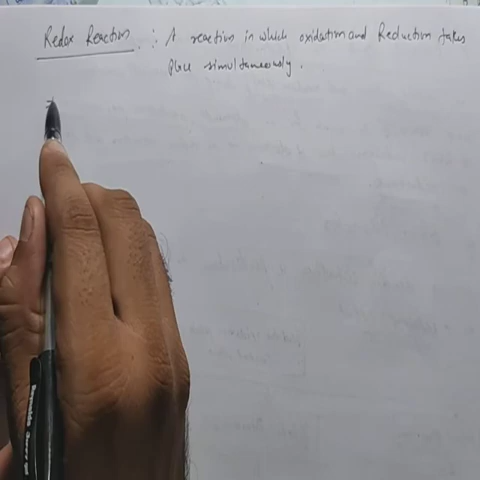 Redox Reaction : A reaction in which oxidation and Reduction takes
place simultaneously.